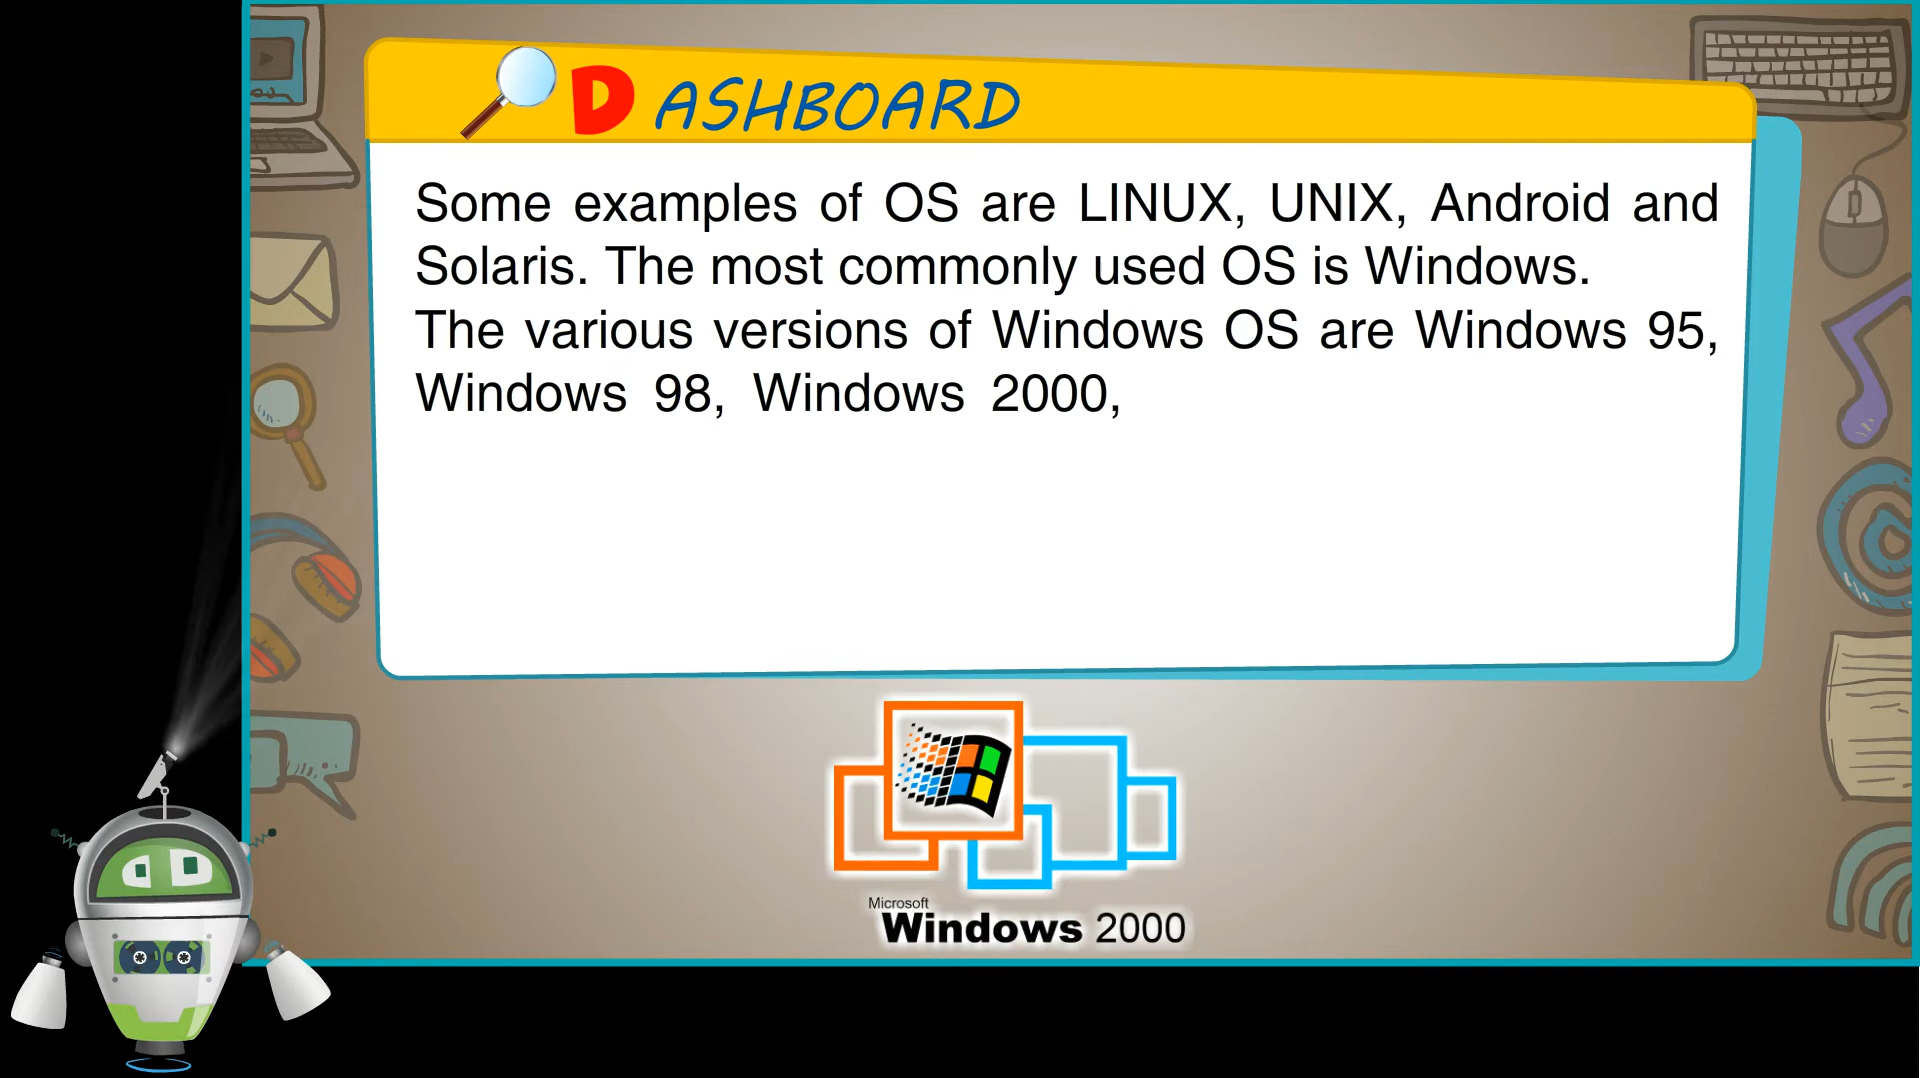 DASHBOARD
Some examples of OS are LINUX, UNIX, Android and
Solaris. The most commonly used OS is Windows.
The various versions of Windows OS are Windows 95,
Windows 98, Windows 2000,
Microsoft
Windows 2000